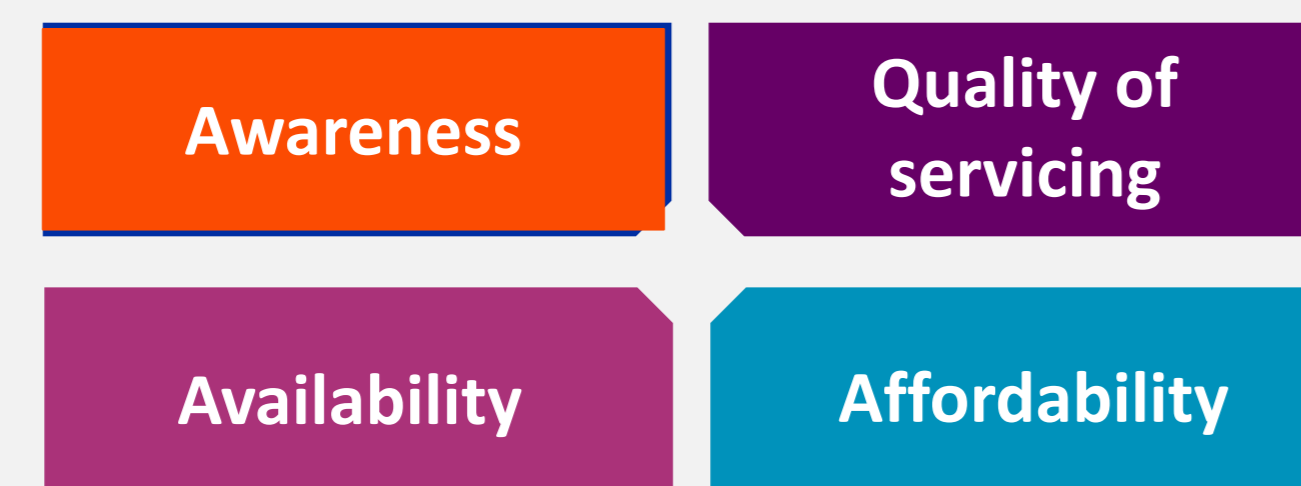 Awareness
Quality of
servicing
Availability
Affordability